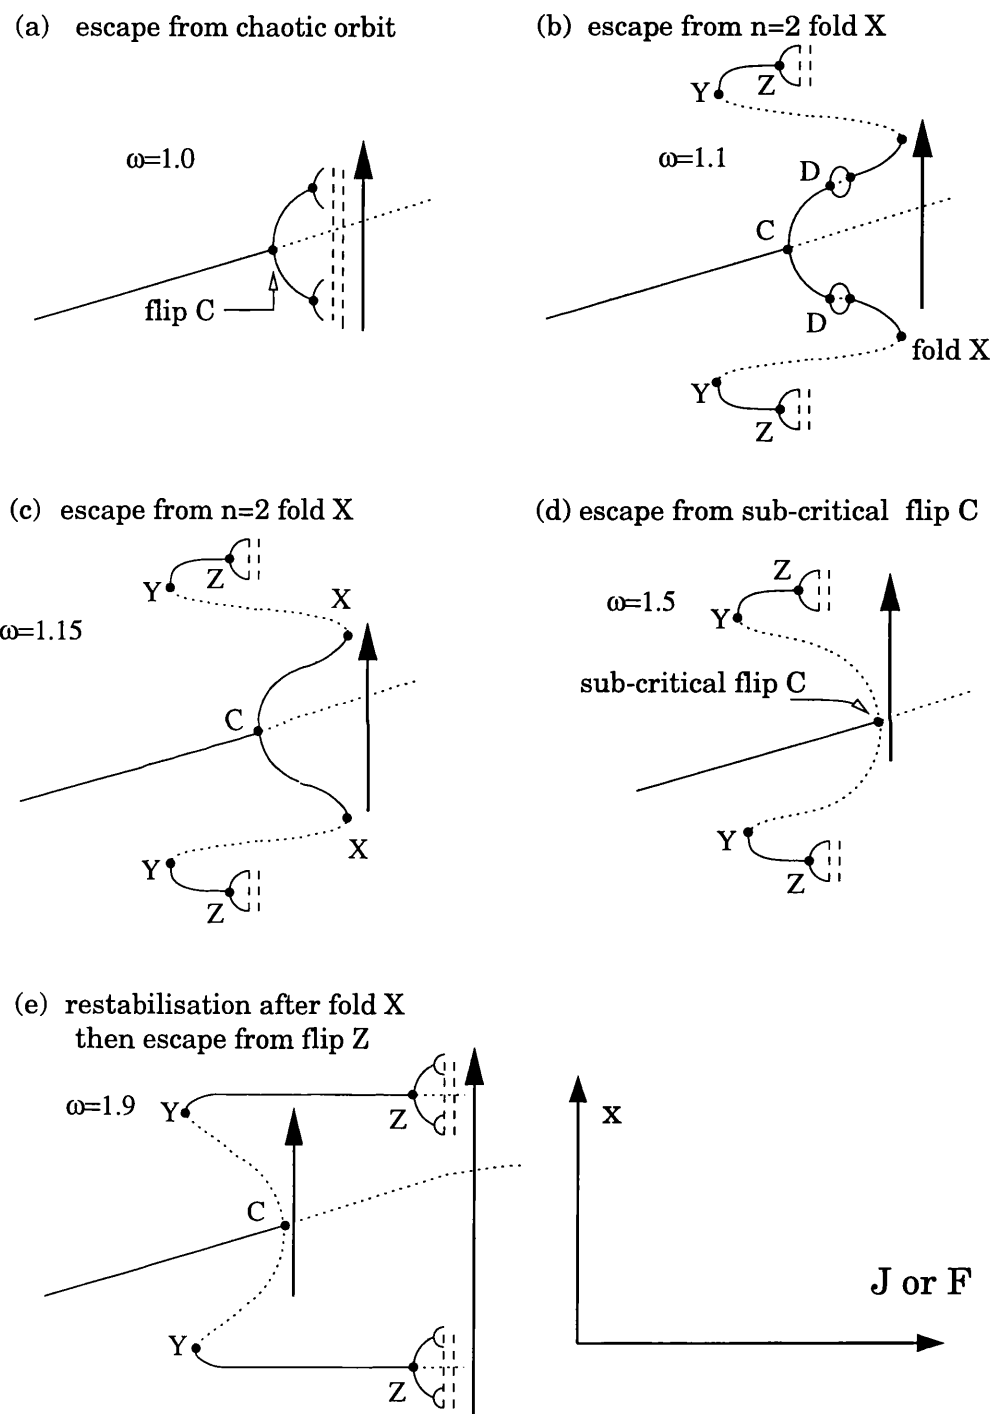 (a) escape from chaotic orbit
ω=1.0
flip C
(b) escape from n=2 fold X
Z
Y
ω=1.1
D
C
D
fold X
Y
Z
(c) escape from n=2 fold X
Z
Y
X
ω=1.15
C
X
Y
Z
(d) escape from sub-critical flip C
Z
ω=1.5
Y
sub-critical flip C
Y
Z
(e) restabilisation after fold X
then escape from flip Z
ω=1.9
Y
Z
C
Y
Z
x
J or F